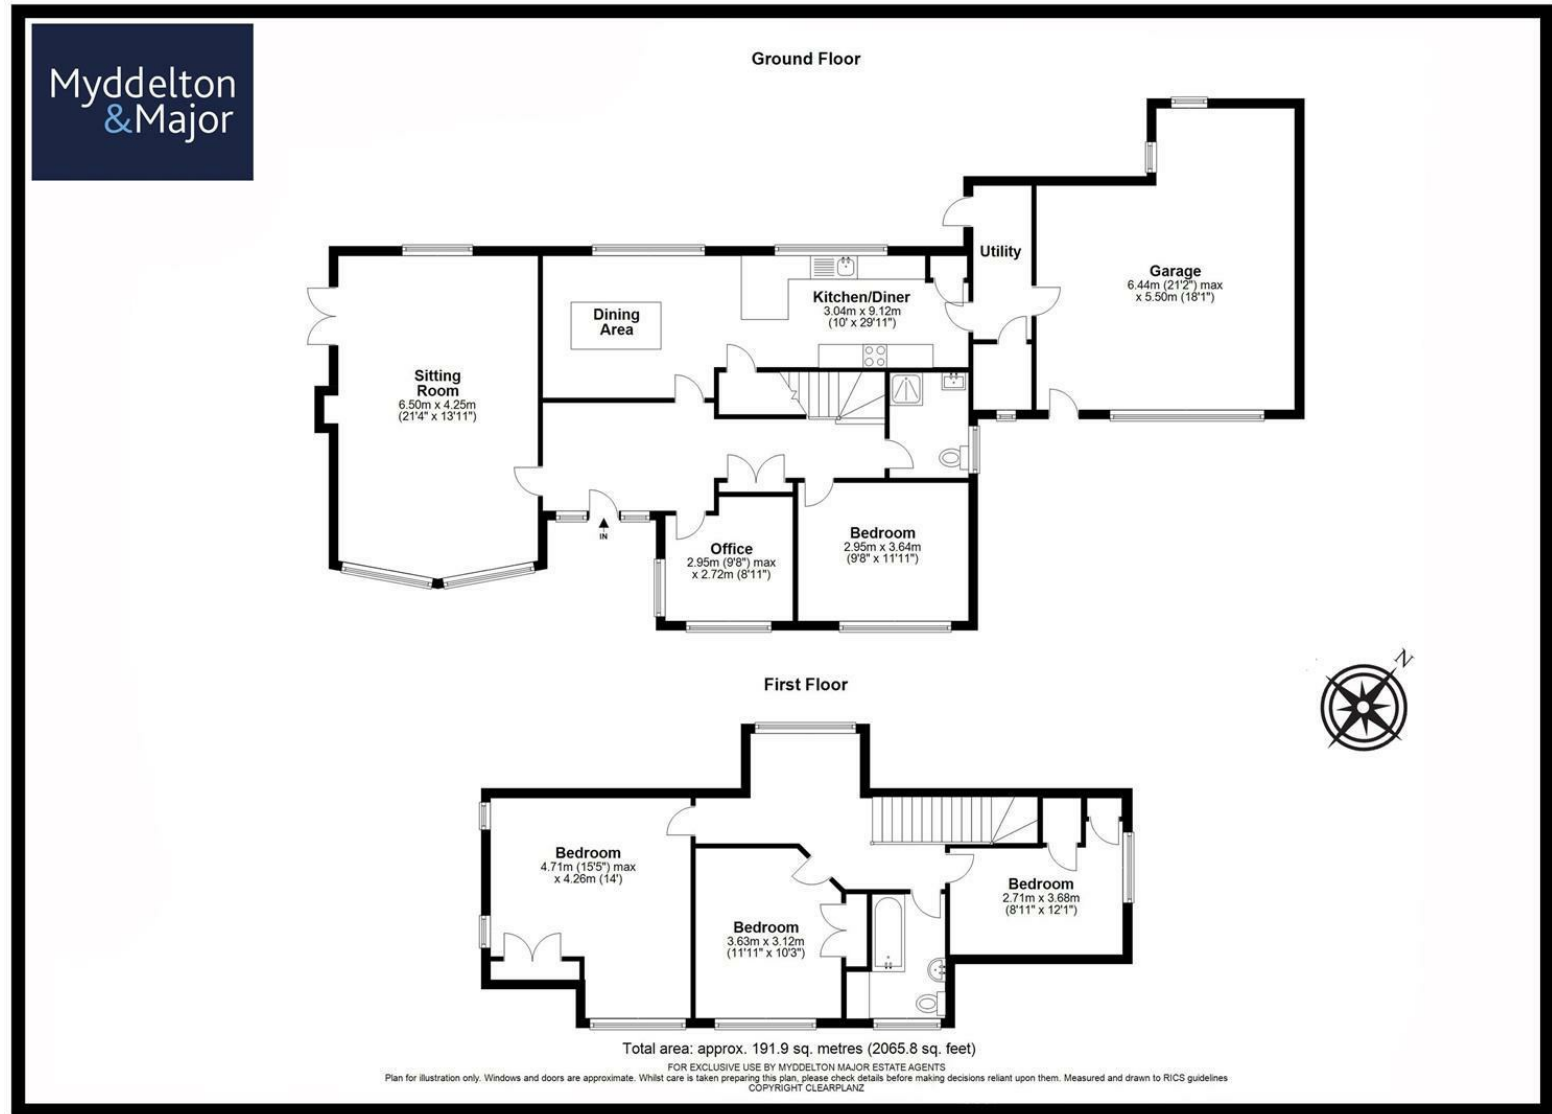 Myddelton
&Major
Ground Floor
Utility
Garage
6.44m (21'2") max
x 5.50m (18'1")
Kitchen/Diner
3.04m x 9.12m
(10' x 29'11")
Dining
Area
Sitting
Room
6.50m x 4.25m
(21'4" x 13'11")
IN
Office
2.95m (9'8") max
x 2.72m (8'11")
Bedroom
2.95m x 3.64m
(9'8" x 11'11")
N
First Floor
Bedroom
4.71m (15'5") max
x 4.26m (14')
Bedroom
3.63m x 3.12m
(11'11" x 10'3")
Bedroom
2.71m x 3.68m
(8'11" x 12'1")
Total area: approx. 191.9 sq. metres (2065.8 sq. feet)
FOR EXCLUSIVE USE BY MYDDELTON MAJOR ESTATE AGENTS
Plan for illustration only. Windows and doors are approximate. Whilst care is taken preparing this plan, please check details before making decisions reliant upon them. Measured and drawn to RICS guidelines
COPYRIGHT CLEARPLANZ